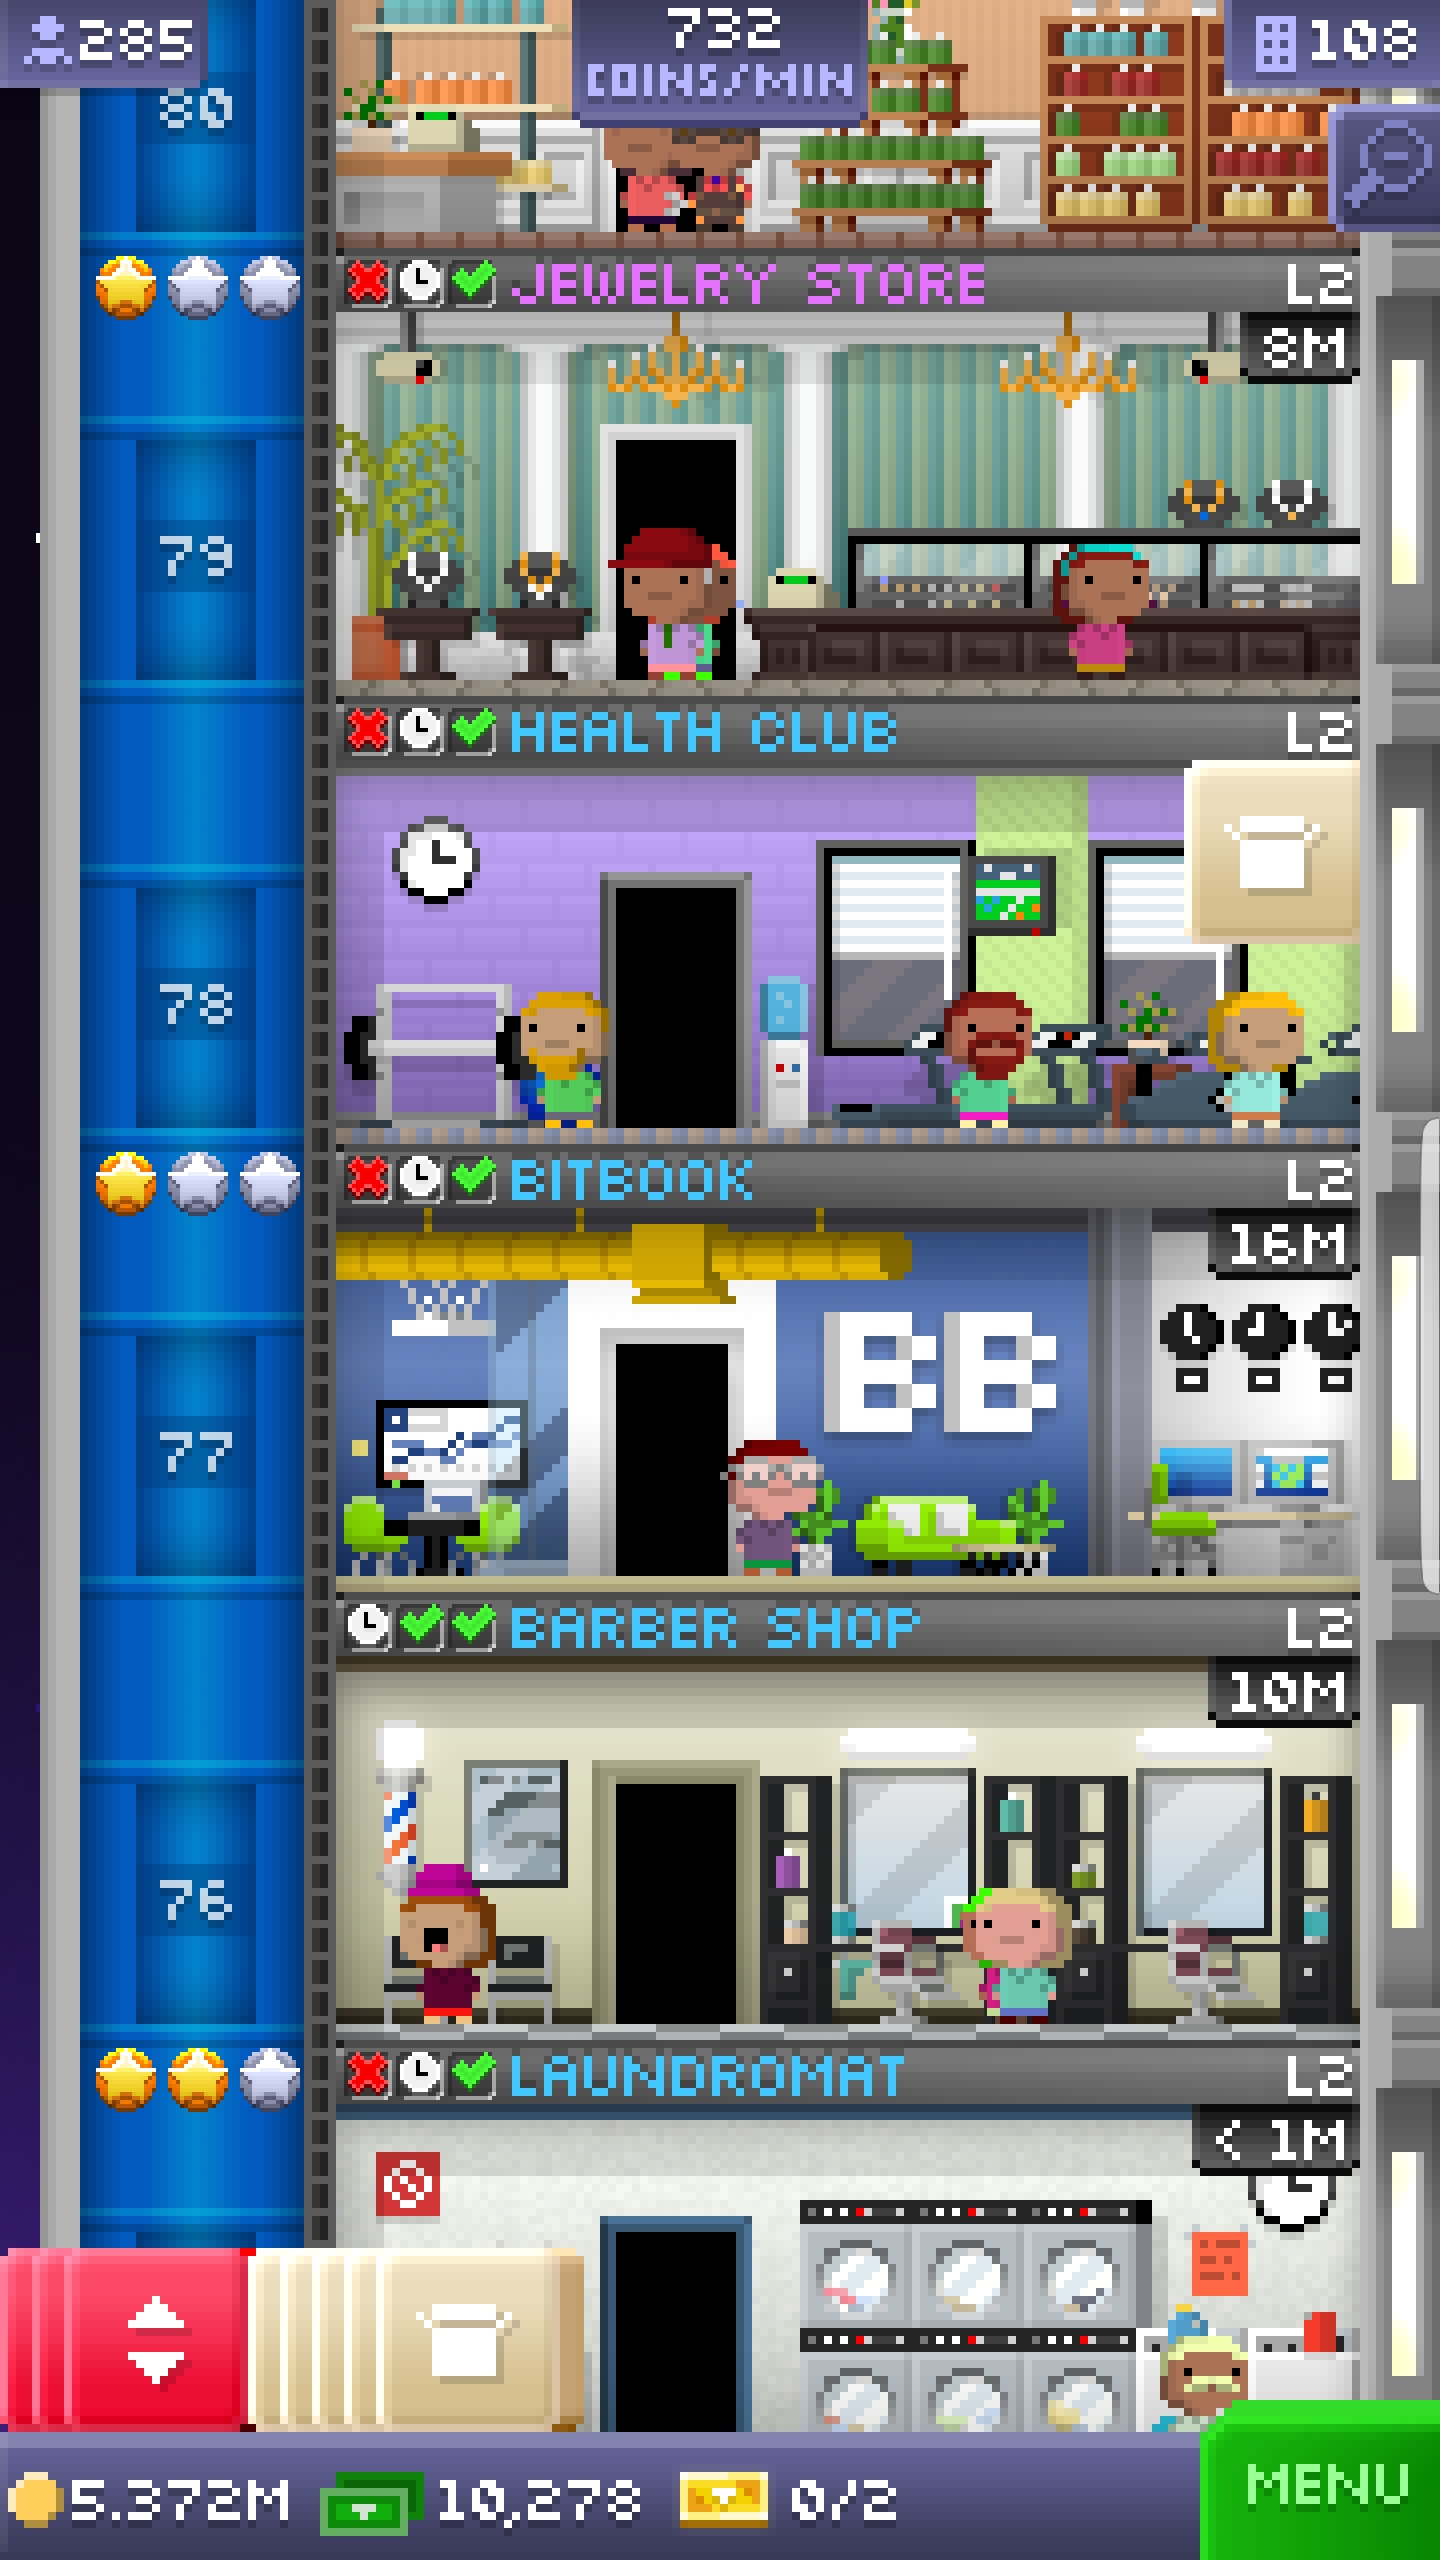 285
732
COINS/MIN
108
80
JEWELRY STORE L2
8M
79
HEALTH CLUB L2
78
BITBOOK L2
16M
BB
77
BARBER SHOP L2
10M
76
LAUNDROMAT L2
< 1M
5.372M 10,278 0/2 MENU